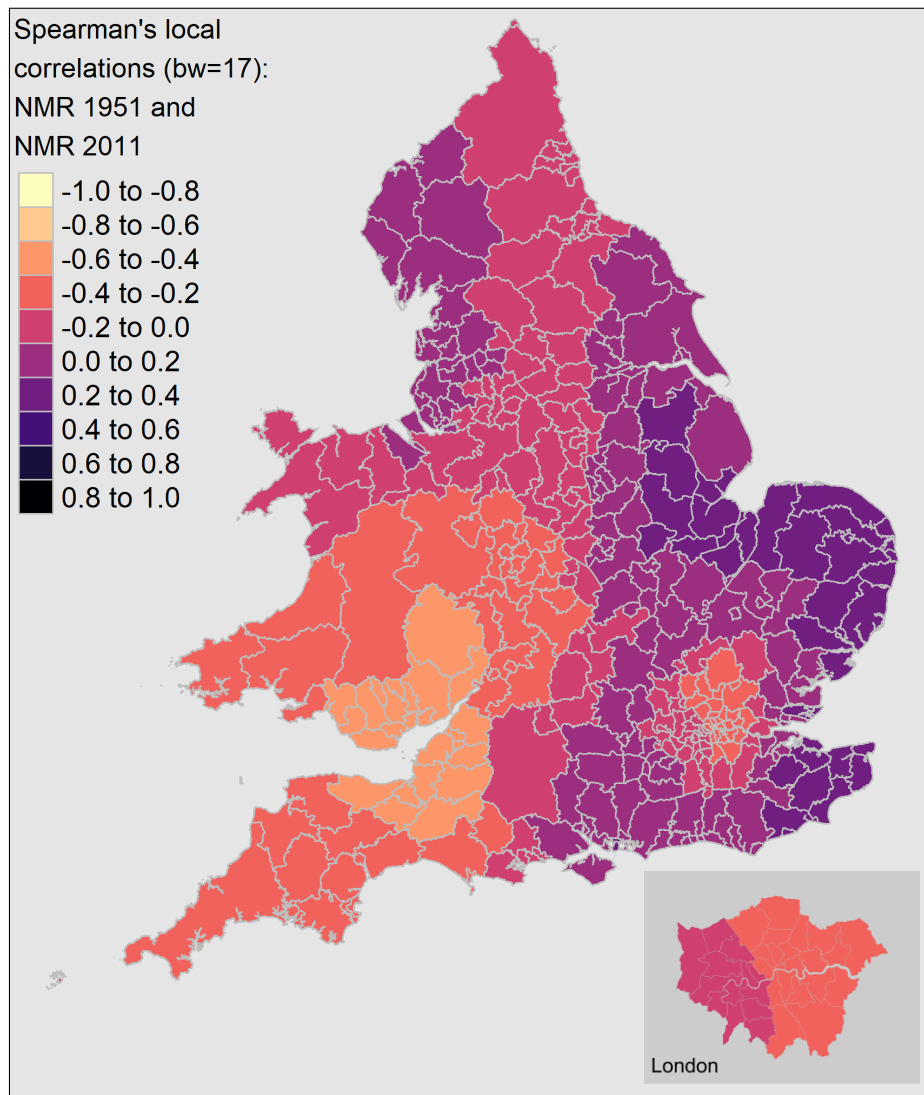 Spearman's local
correlations (bw=17):
NMR 1951 and
NMR 2011
-1.0 to -0.8
-0.8 to -0.6
-0.6 to -0.4
-0.4 to -0.2
-0.2 to 0.0
0.0 to 0.2
0.2 to 0.4
0.4 to 0.6
0.6 to 0.8
0.8 to 1.0
London